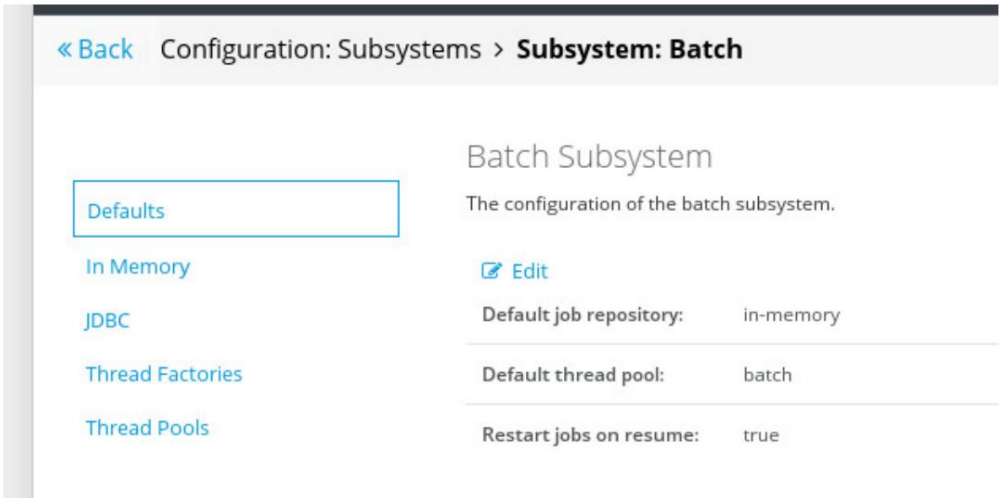 « Back Configuration: Subsystems > Subsystem: Batch
Defaults
In Memory
JDBC
Thread Factories
Thread Pools
Batch Subsystem
The configuration of the batch subsystem.
Edit
Default job repository: in-memory
Default thread pool: batch
Restart jobs on resume: true